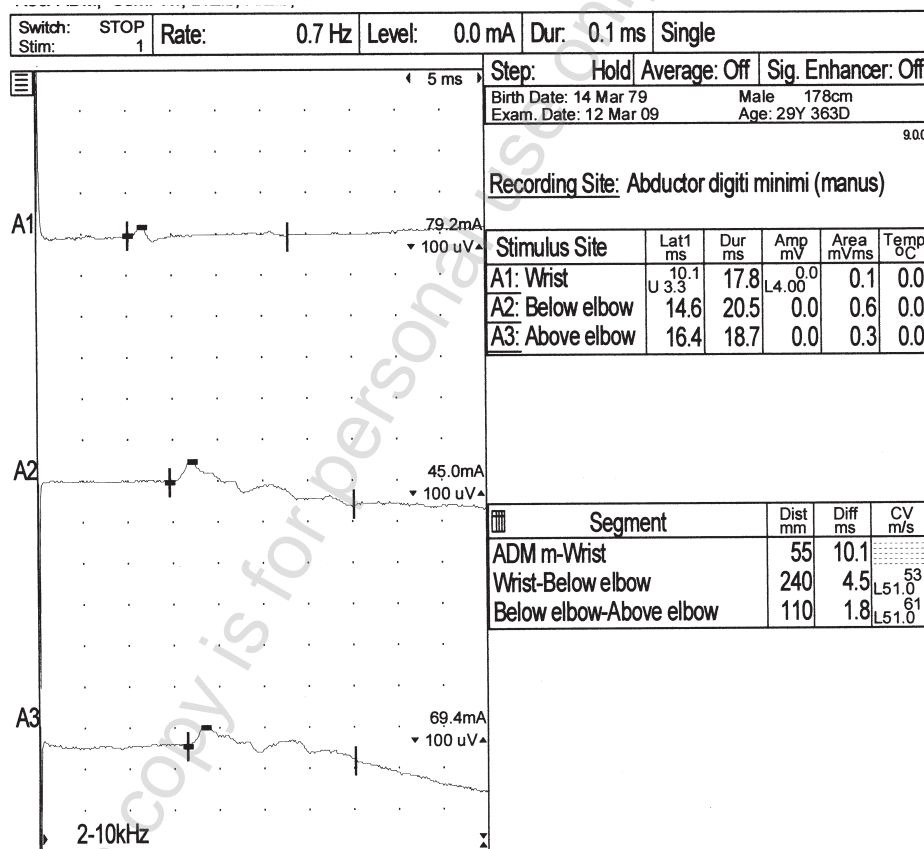 Switch: STOP Rate: 0.7 Hz Level: 0.0 mA Dur: 0.1 ms Single
Stim: 1
5 ms Step: Hold Average: Off Sig. Enhancer: Off
Birth Date: 14 Mar 79 Male 178cm
Exam. Date: 12 Mar 09 Age: 29Y 363D
9.0.0
Recording Site: Abductor digiti minimi (manus)
A1 79.2mA
100 uV
Stimulus Site Lat1 ms Dur ms Amp mV Area mVms Temp °C
A1: Wrist 10.1 U 3.3 17.8 0.0 L4.00 0.1 0.0
A2: Below elbow 14.6 20.5 0.0 0.6 0.0
A3: Above elbow 16.4 18.7 0.0 0.3 0.0
A2 45.0mA
100 uV
Segment Dist mm Diff ms CV m/s
ADM m-Wrist 55 10.1
Wrist-Below elbow 240 4.5 53 L51.0
Below elbow-Above elbow 110 1.8 61 L51.0
A3 69.4mA
100 uV
2-10kHz
copy is for personal use